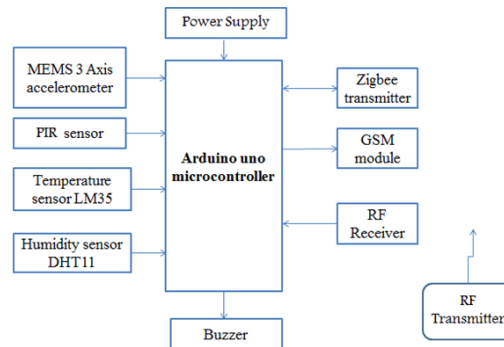 Power Supply
MEMS 3 Axis
accelerometer
PIR sensor
Temperature
sensor LM35
Humidity sensor
DHT11
Arduino uno
microcontroller
Zigbee
transmitter
GSM
module
RF
Receiver
RF
Transmitter
Buzzer